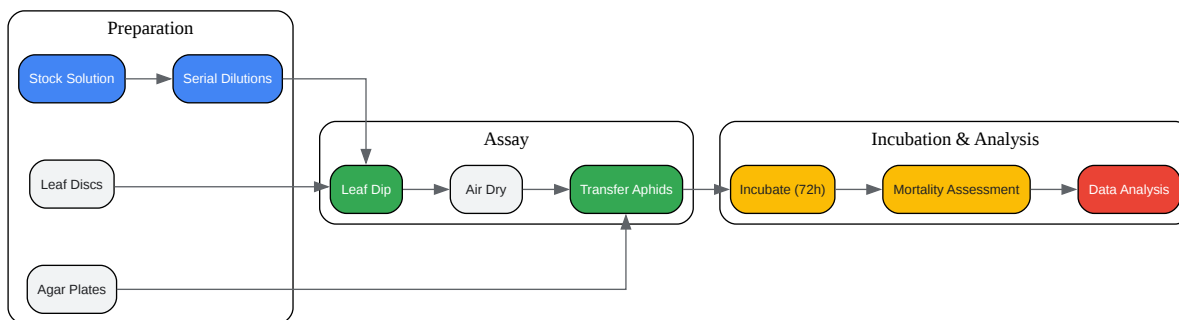 Preparation
Stock Solution
Serial Dilutions
Leaf Discs
Agar Plates
Assay
Leaf Dip
Air Dry
Transfer Aphids
Incubation & Analysis
Incubate (72h)
Mortality Assessment
Data Analysis